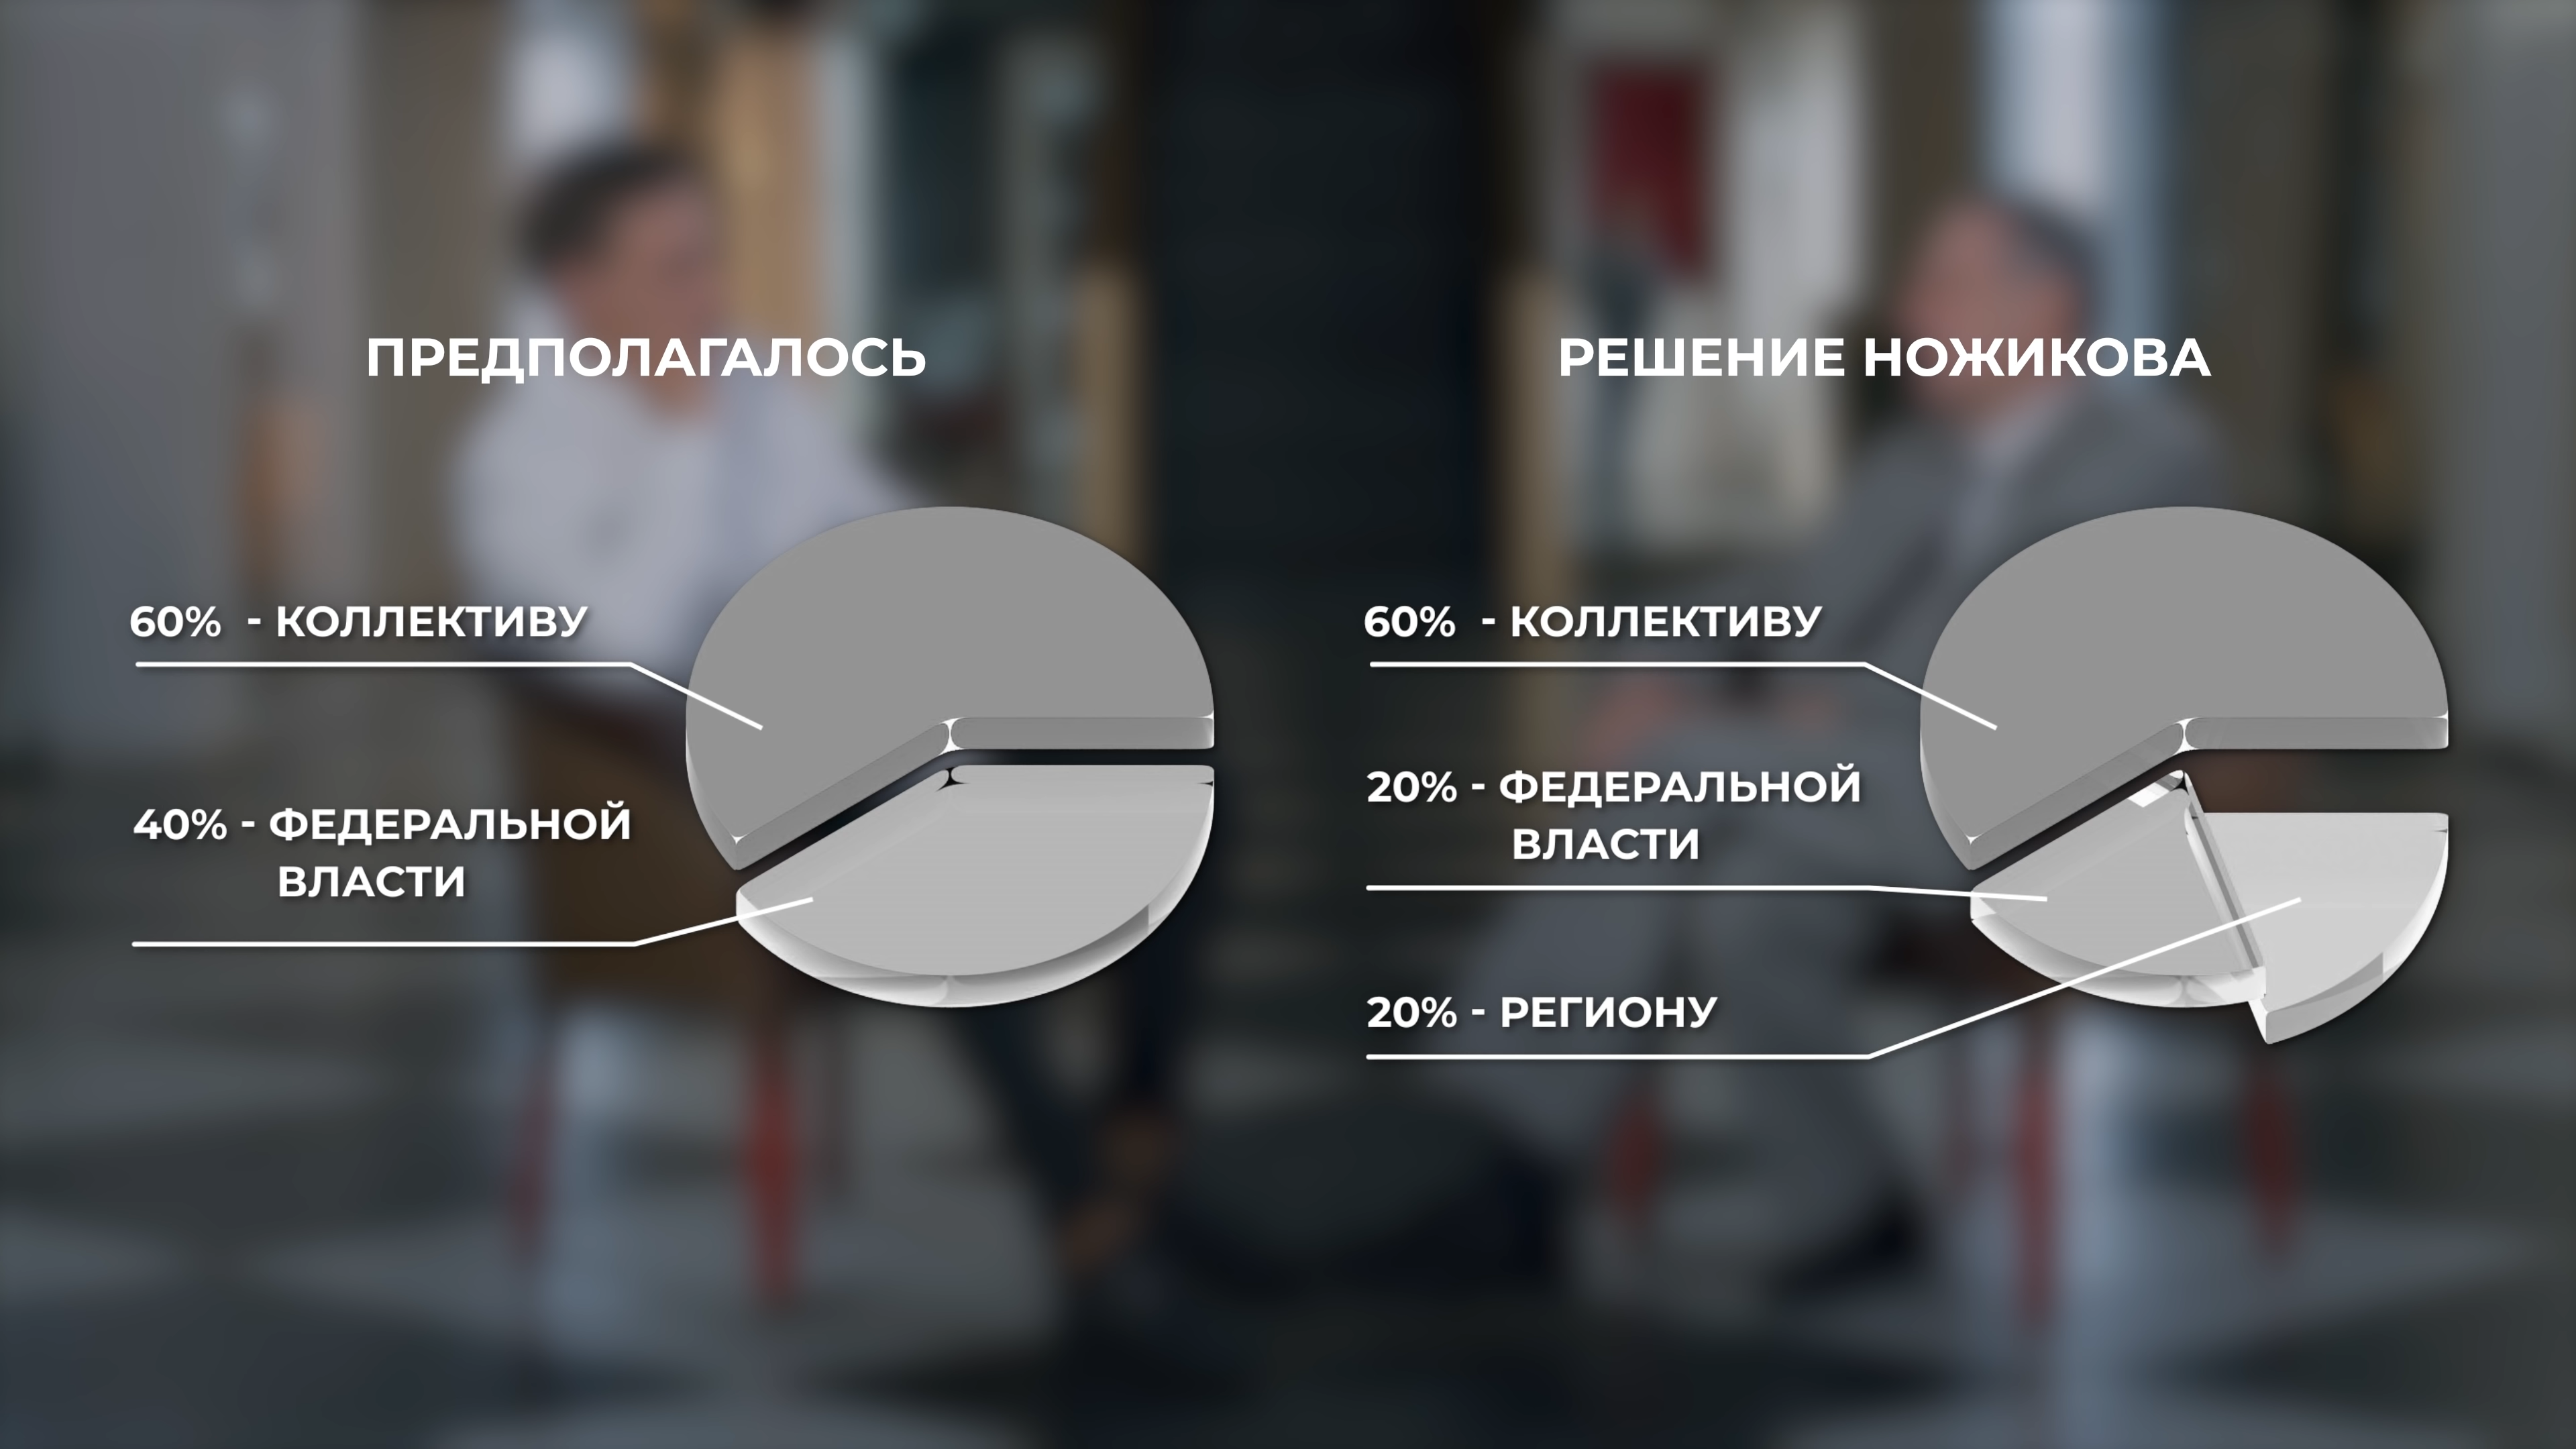 ПРЕДПОЛАГАЛОСЬ
60% - КОЛЛЕКТИВУ
40% - ФЕДЕРАЛЬНОЙ
ВЛАСТИ
РЕШЕНИЕ НОЖИКОВА
60% - КОЛЛЕКТИВУ
20% - ФЕДЕРАЛЬНОЙ
ВЛАСТИ
20% - РЕГИОНУ